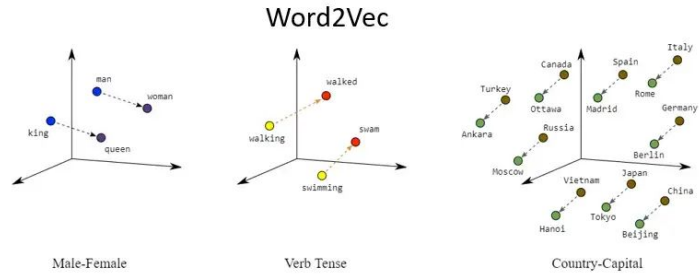 Word2Vec
man
woman
king
queen
Male-Female
walked
walking
swam
swimming
Verb Tense
Italy
Spain
Canada
Rome
Turkey
Ottawa
Madrid
Germany
Ankara
Russia
Berlin
Moscow
Vietnam
Japan
China
Hanoi
Tokyo
Beijing
Country-Capital